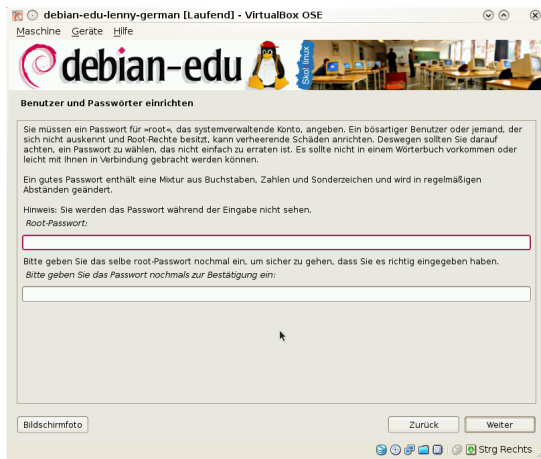 debian-edu-lenny-german [Laufend] - VirtualBox OSE
Maschine Geräte Hilfe
debian-edu
Skolelinux
Benutzer und Passwörter einrichten
Sie müssen ein Passwort für »root«, das systemverwaltende Konto, angeben. Ein bösartiger Benutzer oder jemand, der
sich nicht auskennt und Root-Rechte besitzt, kann verheerende Schäden anrichten. Deswegen sollten Sie darauf
achten, ein Passwort zu wählen, das nicht einfach zu erraten ist. Es sollte nicht in einem Wörterbuch vorkommen oder
leicht mit Ihnen in Verbindung gebracht werden können.
Ein gutes Passwort enthält eine Mixtur aus Buchstaben, Zahlen und Sonderzeichen und wird in regelmäßigen
Abständen geändert.
Hinweis: Sie werden das Passwort während der Eingabe nicht sehen.
Root-Passwort:
Bitte geben Sie das selbe root-Passwort nochmal ein, um sicher zu gehen, dass Sie es richtig eingegeben haben.
Bitte geben Sie das Passwort nochmals zur Bestätigung ein:
Bildschirmfoto
Zurück
Weiter
Strg Rechts